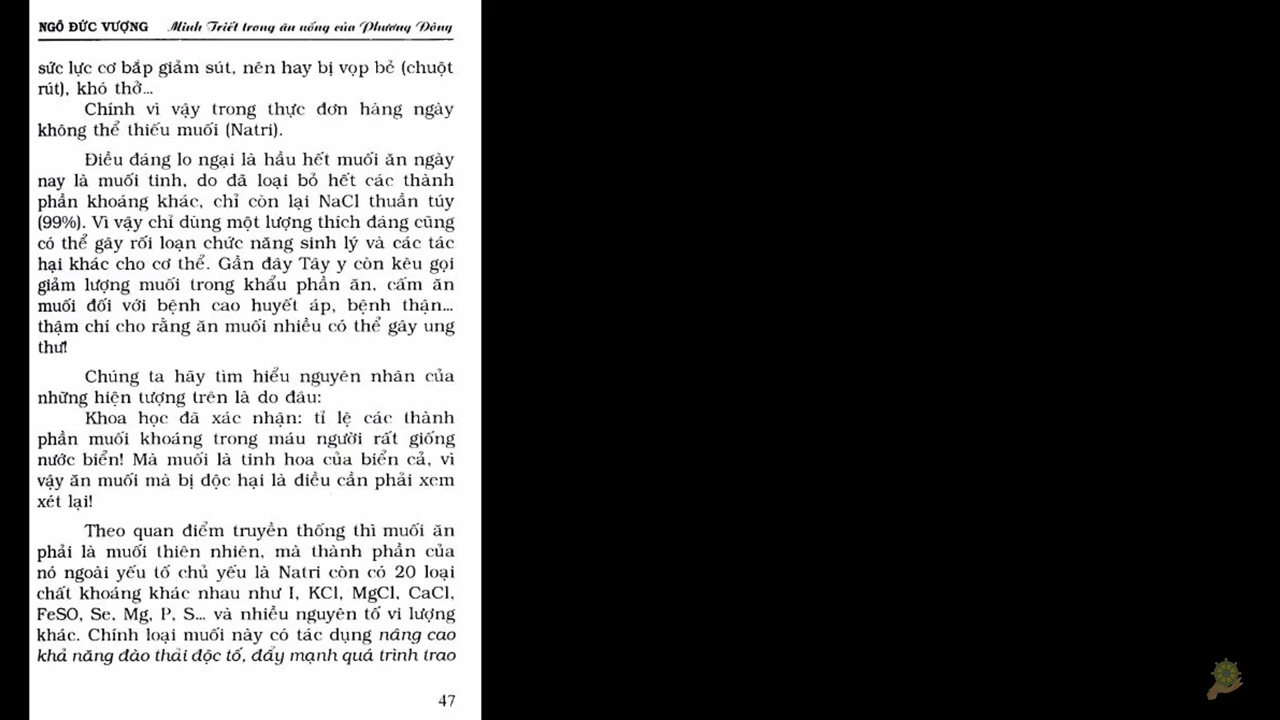 NGÔ ĐỨC VƯỢNG Minh Triết trong ăn uống của Phương Đông
sức lực cơ bắp giảm sút, nên hay bị vọp bẻ (chuột
rút), khó thở...
Chính vì vậy trong thực đơn hàng ngày
không thể thiếu muối (Natri).
Điều đáng lo ngại là hầu hết muối ăn ngày
nay là muối tinh, do đã loại bỏ hết các thành
phần khoáng khác, chỉ còn lại NaCl thuần túy
(99%). Vì vậy chỉ dùng một lượng thích đáng cũng
có thể gây rối loạn chức năng sinh lý và các tác
hại khác cho cơ thể. Gần đây Tây y còn kêu gọi
giảm lượng muối trong khẩu phần ăn, cấm ăn
muối đối với bệnh cao huyết áp, bệnh thận...
thậm chí cho rằng ăn muối nhiều có thể gây ung
thư!
Chúng ta hãy tìm hiểu nguyên nhân của
những hiện tượng trên là do đâu:
Khoa học đã xác nhận: tỉ lệ các thành
phần muối khoáng trong máu người rất giống
nước biển! Mà muối là tinh hoa của biển cả, vì
vậy ăn muối mà bị độc hại là điều cần phải xem
xét lại!
Theo quan điểm truyền thống thì muối ăn
phải là muối thiên nhiên, mà thành phần của
nó ngoài yếu tố chủ yếu là Natri còn có 20 loại
chất khoáng khác nhau như I, KCl, MgCl, CaCl,
FeSO, Se, Mg, P, S... và nhiều nguyên tố vi lượng
khác. Chính loại muối này có tác dụng nâng cao
khả năng đào thải độc tố, đẩy mạnh quá trình trao
47